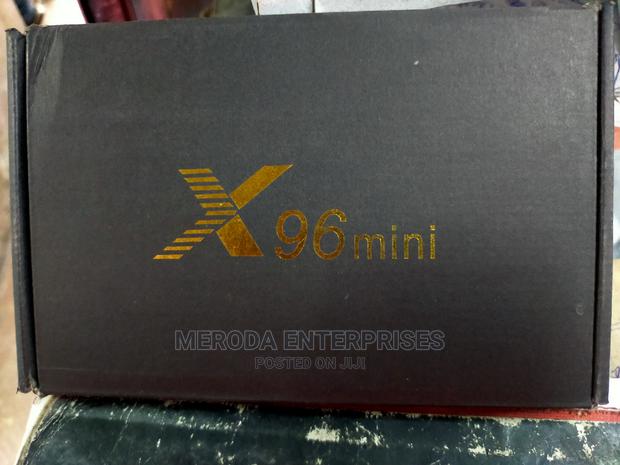 X96mini
MERODA ENTERPRISES
POSTED ON JIJI